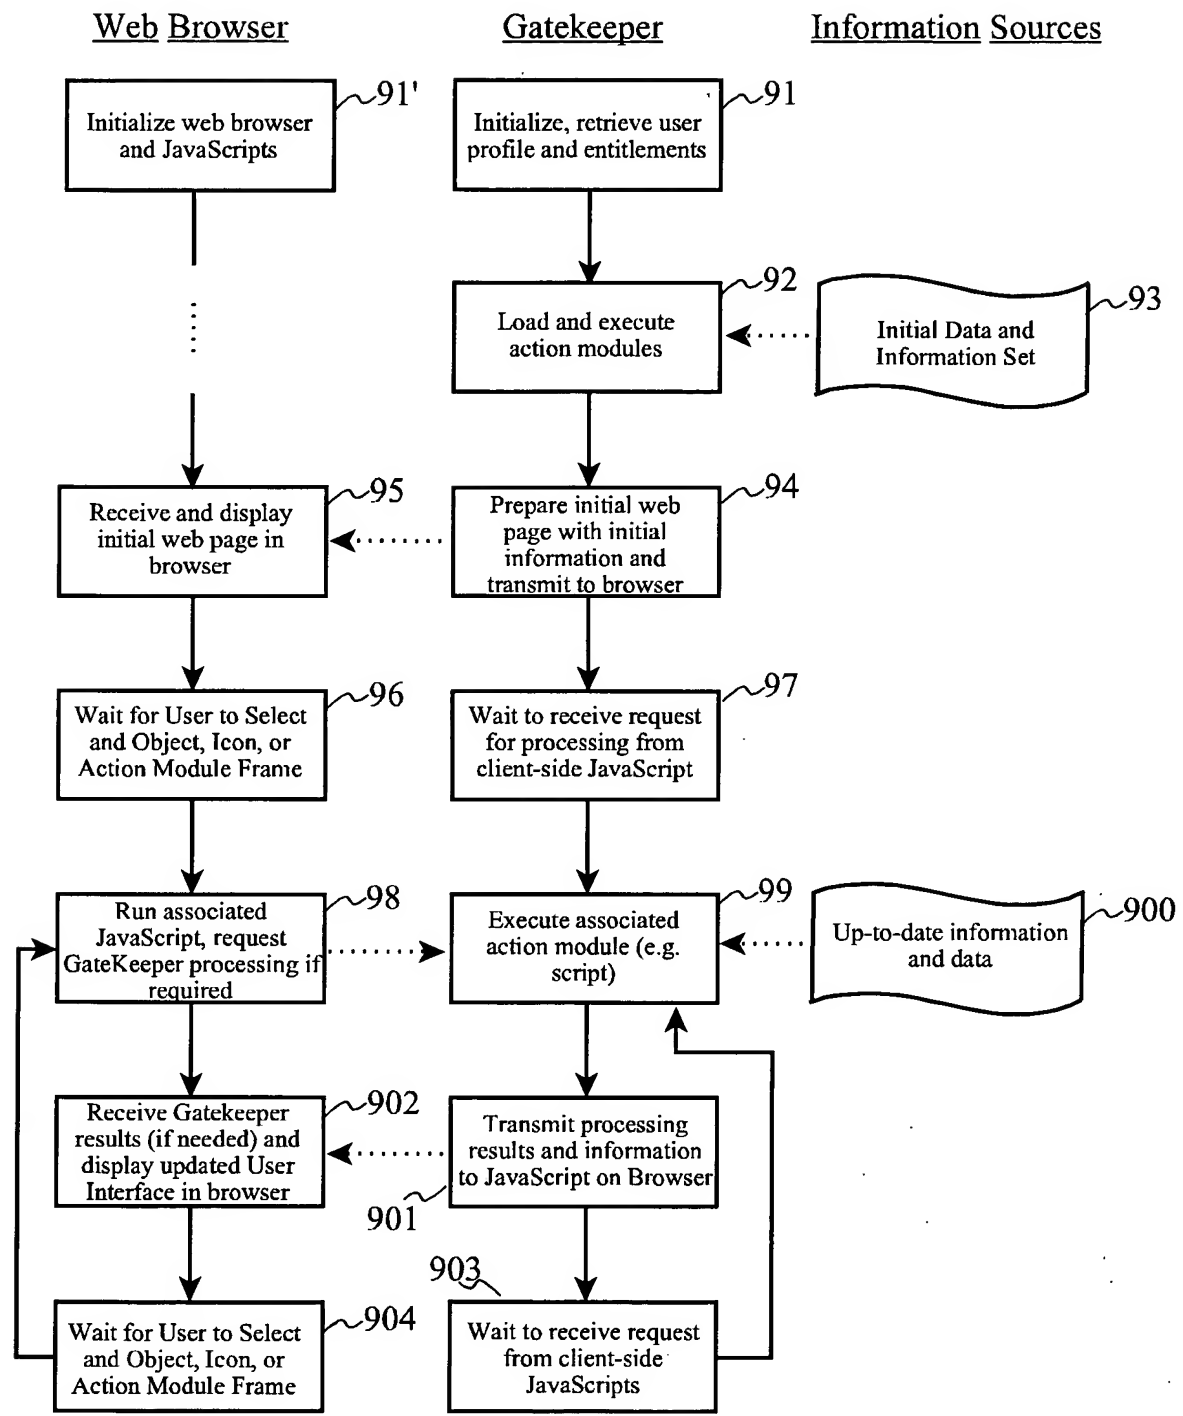 Web Browser
Gatekeeper
Information Sources
91'
Initialize web browser
and JavaScripts
91
Initialize, retrieve user
profile and entitlements
92
Load and execute
action modules
93
Initial Data and
Information Set
95
Receive and display
initial web page in
browser
94
Prepare initial web
page with initial
information and
transmit to browser
96
Wait for User to Select
and Object, Icon, or
Action Module Frame
97
Wait to receive request
for processing from
client-side JavaScript
98
Run associated
JavaScript, request
GateKeeper processing if
required
99
Execute associated
action module (e.g.
script)
900
Up-to-date information
and data
902
Receive Gatekeeper
results (if needed) and
display updated User
Interface in browser
901
Transmit processing
results and information
to JavaScript on Browser
904
Wait for User to Select
and Object, Icon, or
Action Module Frame
903
Wait to receive request
from client-side
JavaScripts